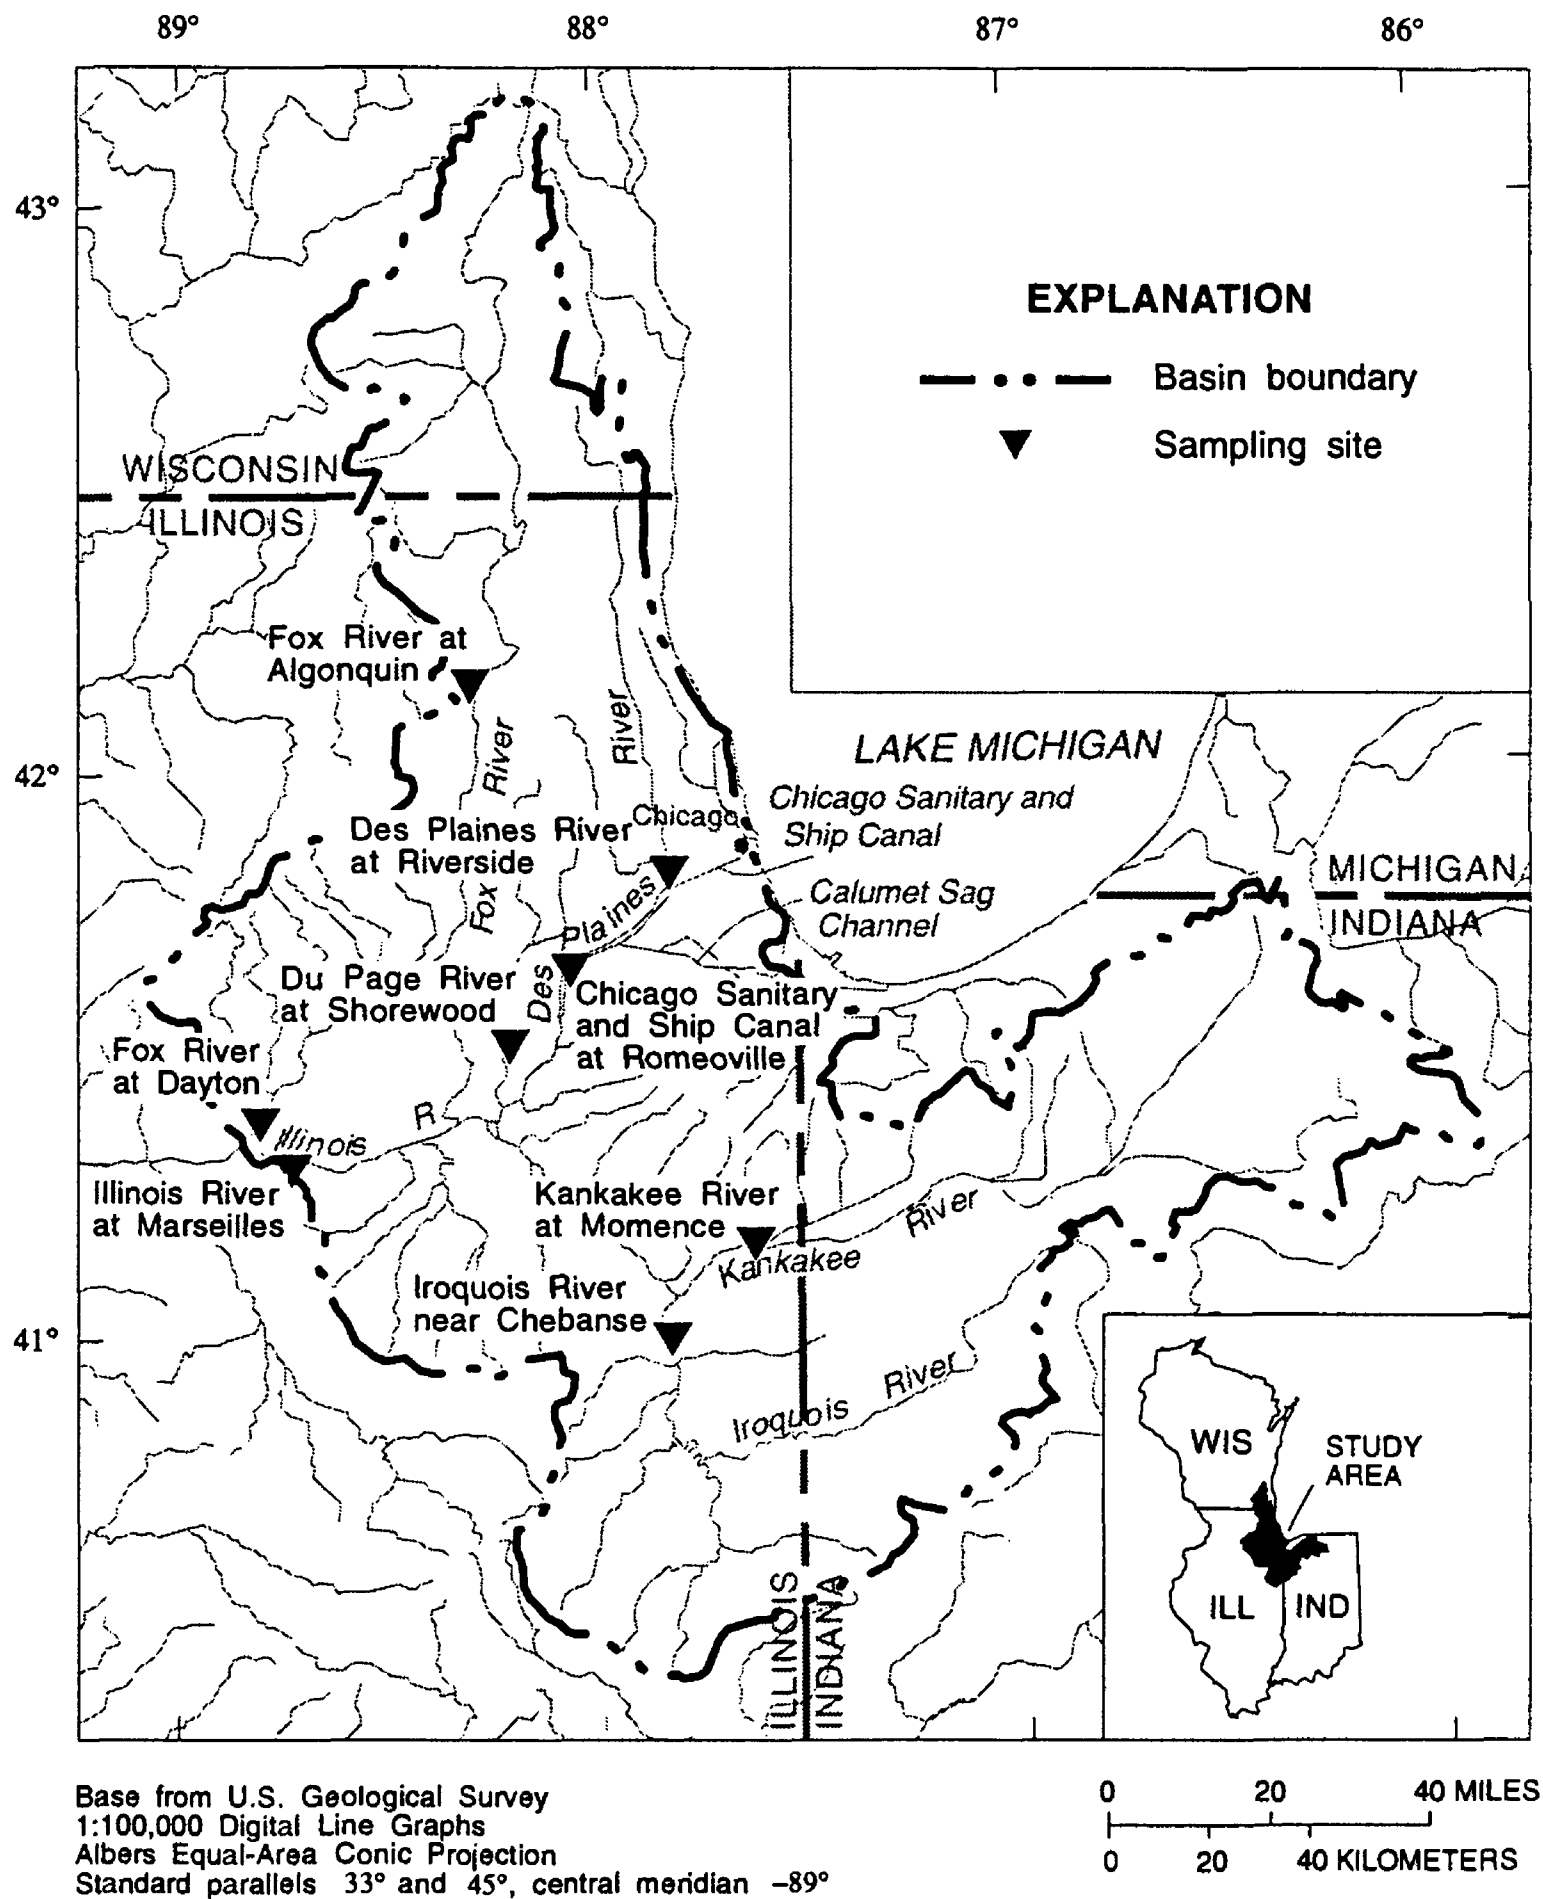 89°
88°
87°
86°
43°
42°
41°
EXPLANATION
Basin boundary
Sampling site
WISCONSIN
ILLINOIS
Fox River at
Algonquin
River
River
LAKE MICHIGAN
Chicago Sanitary and
Ship Canal
Chicago
Des Plaines River
at Riverside
Calumet Sag
Channel
MICHIGAN
INDIANA
Fox
Plaines
Des
Du Page River
at Shorewood
Chicago Sanitary
and Ship Canal
at Romeoville
Fox River
at Dayton
Illinois
R
Illinois River
at Marseilles
Kankakee River
at Momence
Kankakee
River
Iroquois River
near Chebanse
Iroquois
River
ILLINOIS
INDIANA
WIS
STUDY
AREA
ILL
IND
Base from U.S. Geological Survey
1:100,000 Digital Line Graphs
Albers Equal-Area Conic Projection
Standard parallels 33° and 45°, central meridian –89°
0 20 40 MILES
0 20 40 KILOMETERS